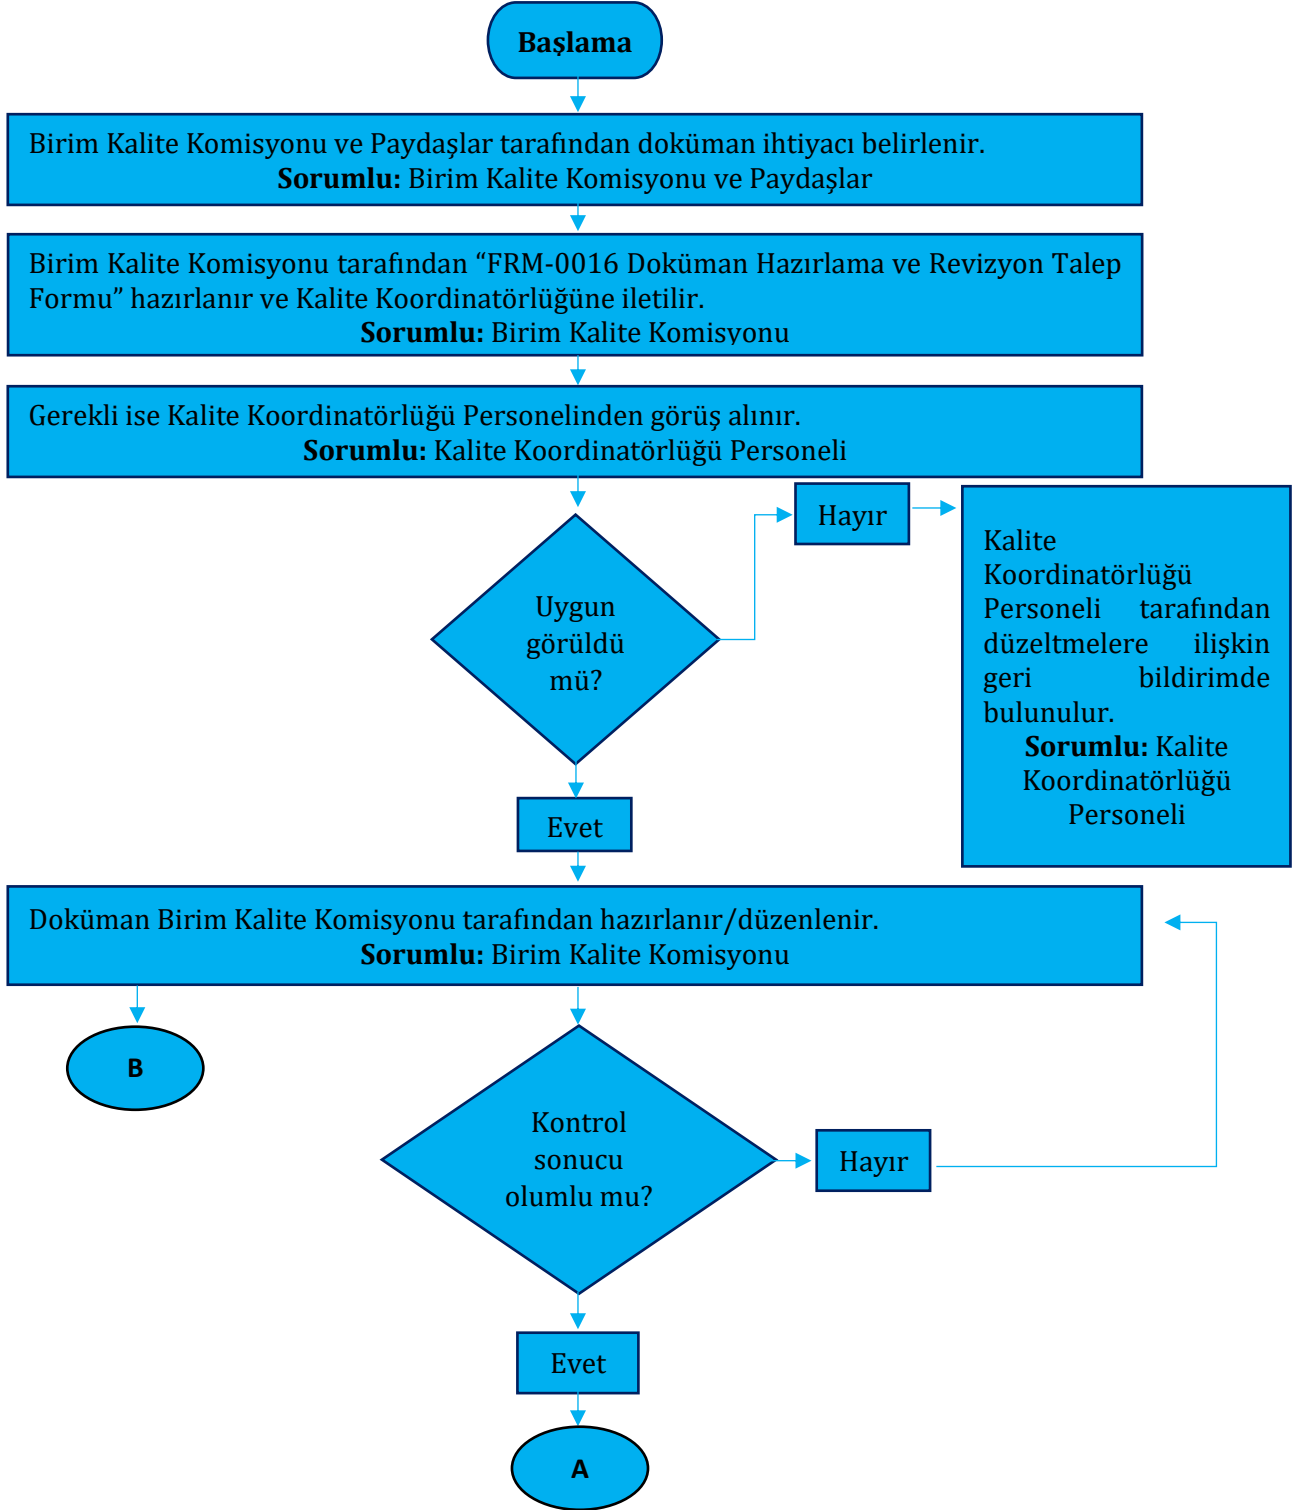 Başlama
Birim Kalite Komisyonu ve Paydaşlar tarafından doküman ihtiyacı belirlenir.
Sorumlu: Birim Kalite Komisyonu ve Paydaşlar
Birim Kalite Komisyonu tarafından “FRM-0016 Doküman Hazırlama ve Revizyon Talep
Formu” hazırlanır ve Kalite Koordinatörlüğüne iletilir.
Sorumlu: Birim Kalite Komisyonu
Gerekli ise Kalite Koordinatörlüğü Personelinden görüş alınır.
Sorumlu: Kalite Koordinatörlüğü Personeli
Uygun
görüldü
mü?
Hayır
Kalite
Koordinatörlüğü
Personeli tarafından
düzeltmelere ilişkin
geri bildirimde
bulunulur.
Sorumlu: Kalite
Koordinatörlüğü
Personeli
Evet
Doküman Birim Kalite Komisyonu tarafından hazırlanır/düzenlenir.
Sorumlu: Birim Kalite Komisyonu
B
Kontrol
sonucu
olumlu mu?
Hayır
Evet
A